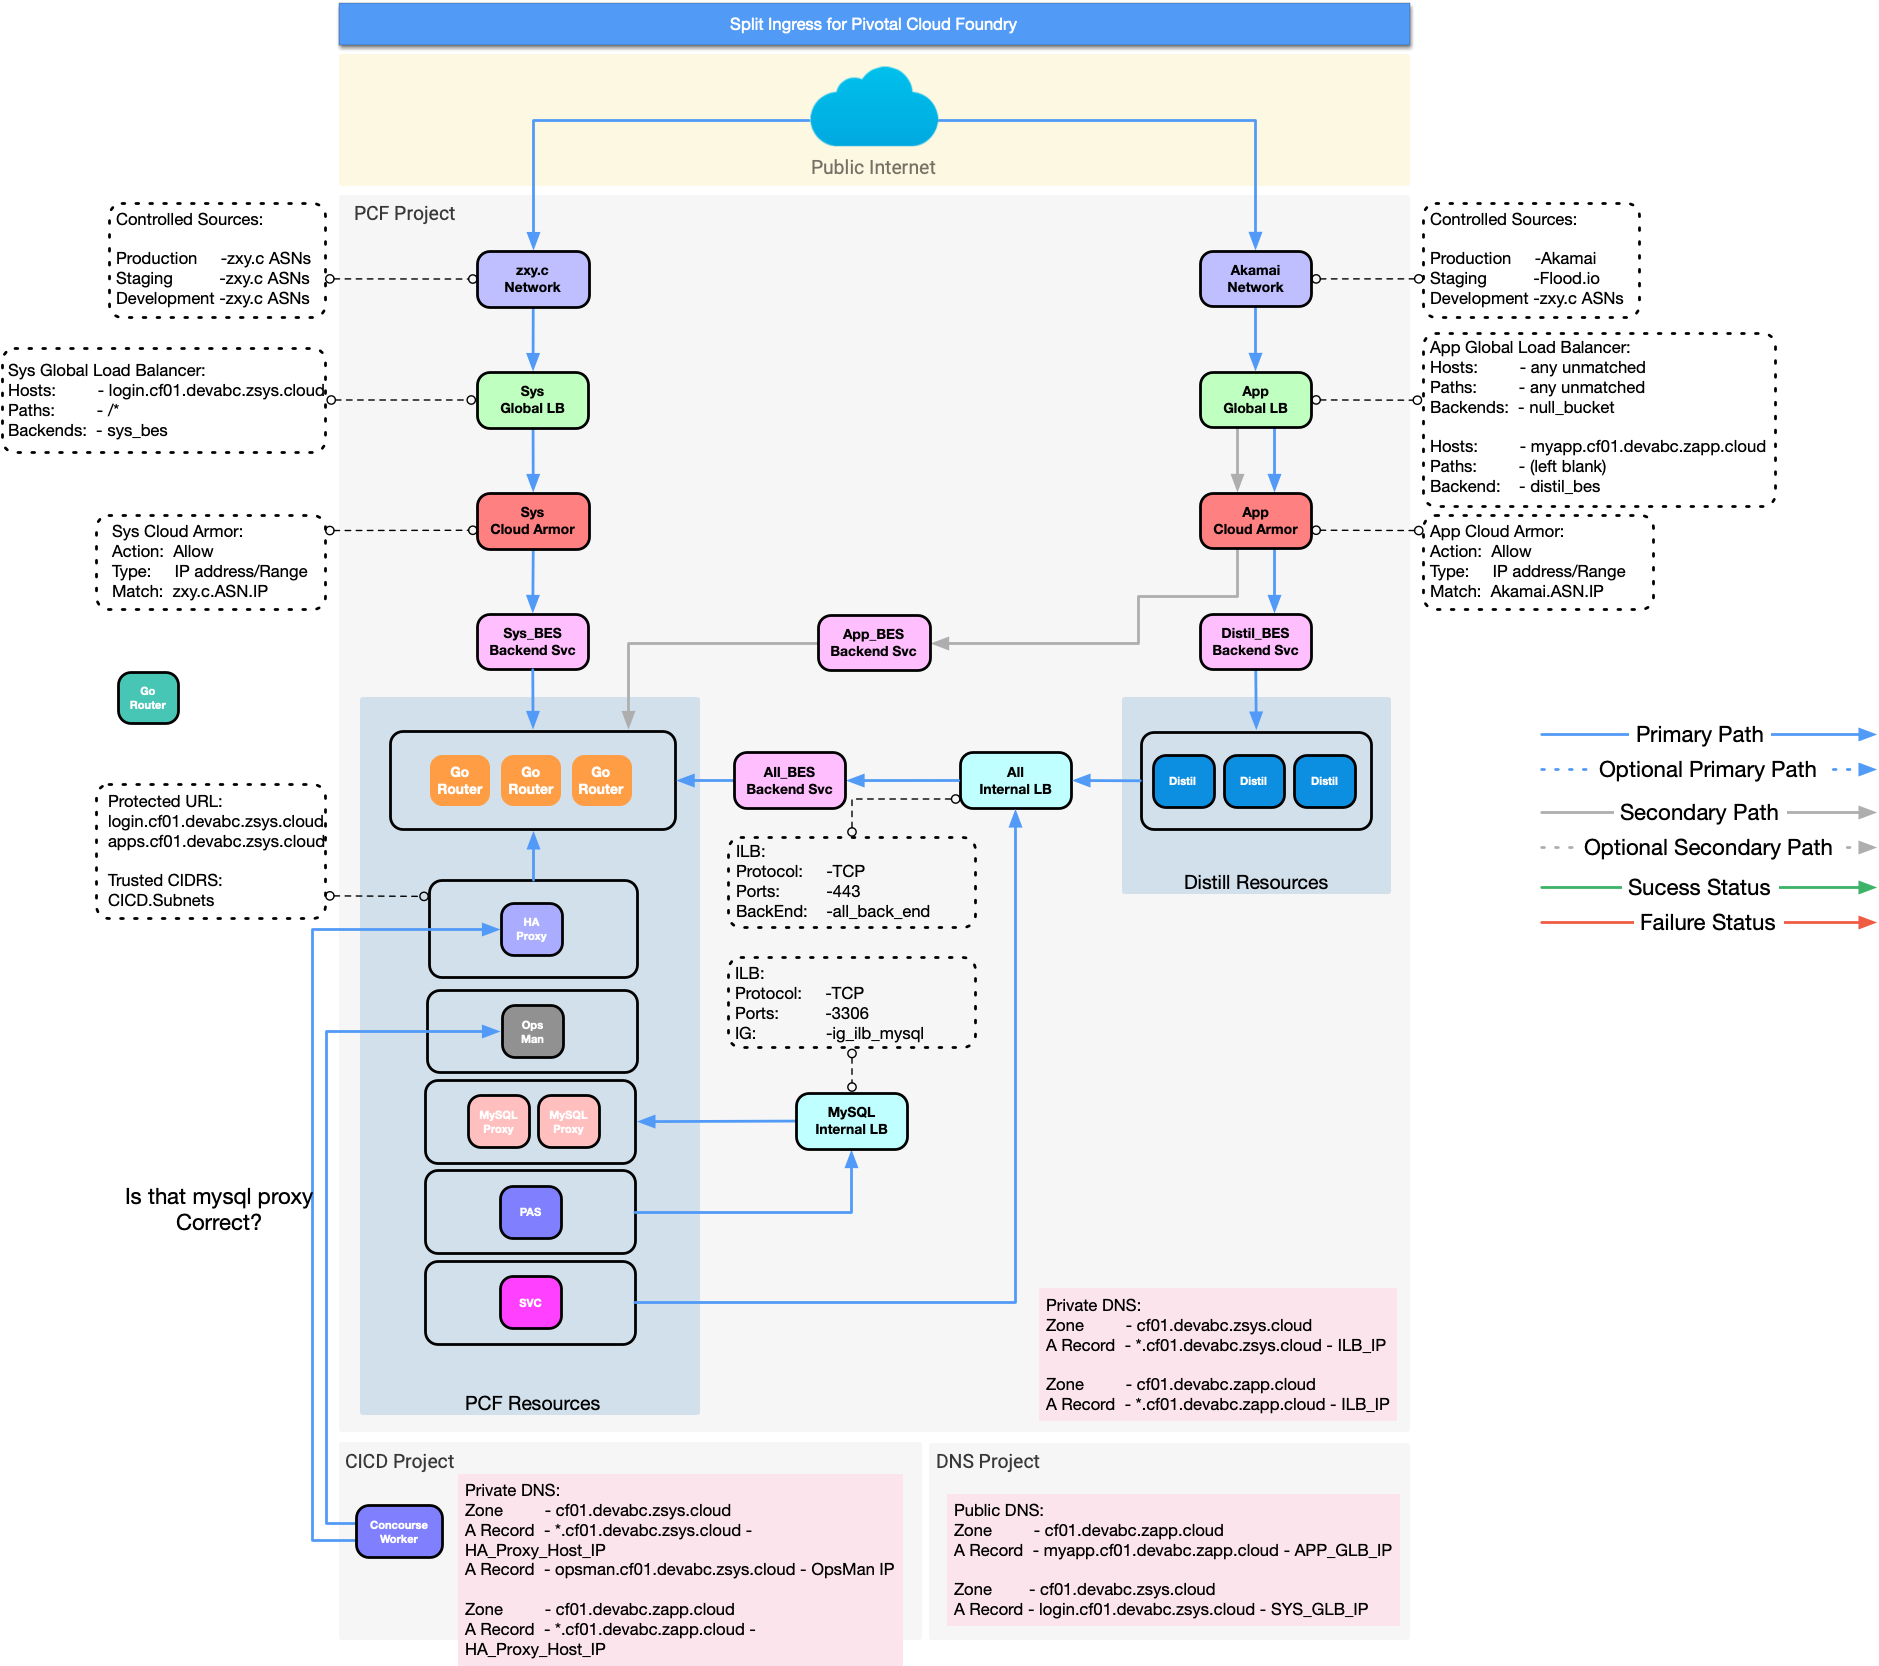 Split Ingress for Pivotal Cloud Foundry
Public Internet
PCF Project
Controlled Sources:
Production -zxy.c ASNs
Staging -zxy.c ASNs
Development -zxy.c ASNs
zxy.c
Network
Akamai
Network
Controlled Sources:
Production -Akamai
Staging -Flood.io
Development -zxy.c ASNs
Sys Global Load Balancer:
Hosts: - login.cf01.devabc.zsys.cloud
Paths: - /*
Backends: - sys_bes
Sys
Global LB
App
Global LB
App Global Load Balancer:
Hosts: - any unmatched
Paths: - any unmatched
Backends: - null_bucket
Hosts: - myapp.cf01.devabc.zapp.cloud
Paths: - (left blank)
Backend: - distil_bes
Sys Cloud Armor:
Action: Allow
Type: IP address/Range
Match: zxy.c.ASN.IP
Sys
Cloud Armor
App
Cloud Armor
App Cloud Armor:
Action: Allow
Type: IP address/Range
Match: Akamai.ASN.IP
Sys_BES
Backend Svc
App_BES
Backend Svc
Distil_BES
Backend Svc
Go
Router
Go
Router
Go
Router
Go
Router
All_BES
Backend Svc
All
Internal LB
Distil
Distil
Distil
Distill Resources
Primary Path
Optional Primary Path
Secondary Path
Optional Secondary Path
Sucess Status
Failure Status
Protected URL:
login.cf01.devabc.zsys.cloud
apps.cf01.devabc.zsys.cloud
Trusted CIDRS:
CICD.Subnets
ILB:
Protocol: -TCP
Ports: -443
BackEnd: -all_back_end
HA
Proxy
ILB:
Protocol: -TCP
Ports: -3306
IG: -ig_ilb_mysql
Ops
Man
MySQL
Proxy
MySQL
Proxy
MySQL
Internal LB
Is that mysql proxy
Correct?
PAS
SVC
PCF Resources
Private DNS:
Zone - cf01.devabc.zsys.cloud
A Record - *.cf01.devabc.zsys.cloud - ILB_IP
Zone - cf01.devabc.zapp.cloud
A Record - *.cf01.devabc.zapp.cloud - ILB_IP
CICD Project
Concourse
Worker
Private DNS:
Zone - cf01.devabc.zsys.cloud
A Record - *.cf01.devabc.zsys.cloud -
HA_Proxy_Host_IP
A Record - opsman.cf01.devabc.zsys.cloud - OpsMan IP
Zone - cf01.devabc.zapp.cloud
A Record - *.cf01.devabc.zapp.cloud -
HA_Proxy_Host_IP
DNS Project
Public DNS:
Zone - cf01.devabc.zapp.cloud
A Record - myapp.cf01.devabc.zapp.cloud - APP_GLB_IP
Zone - cf01.devabc.zsys.cloud
A Record - login.cf01.devabc.zsys.cloud - SYS_GLB_IP